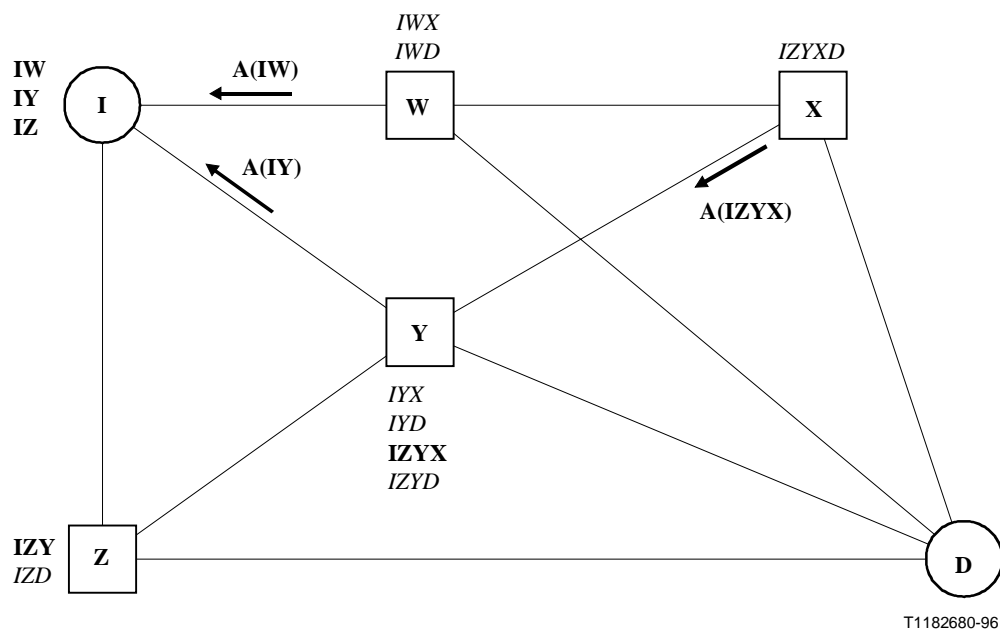 IWX
IWD
IZYXD
IW
IY
IZ
I
A(IW)
W
X
A(IY)
A(IZYX)
Y
IYX
IYD
IZYX
IZYD
IZY
IZD
Z
D
T1182680-96